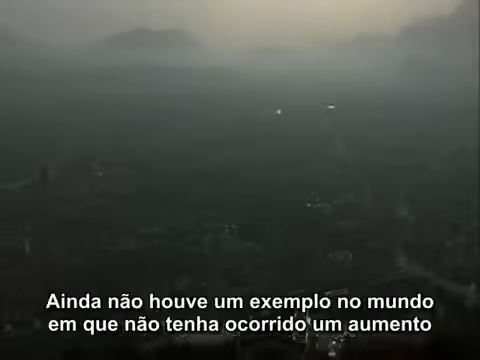 Ainda não houve um exemplo no mundo
em que não tenha ocorrido um aumento